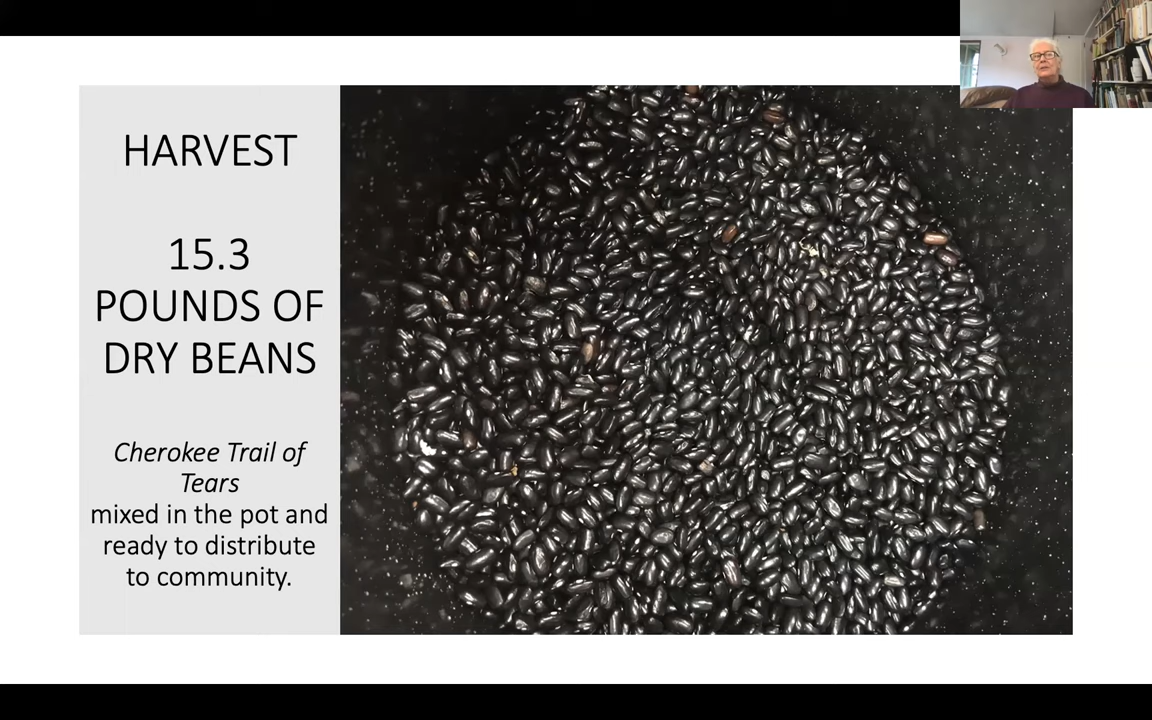 HARVEST
15.3
POUNDS OF
DRY BEANS
Cherokee Trail of
Tears
mixed in the pot and
ready to distribute
to community.